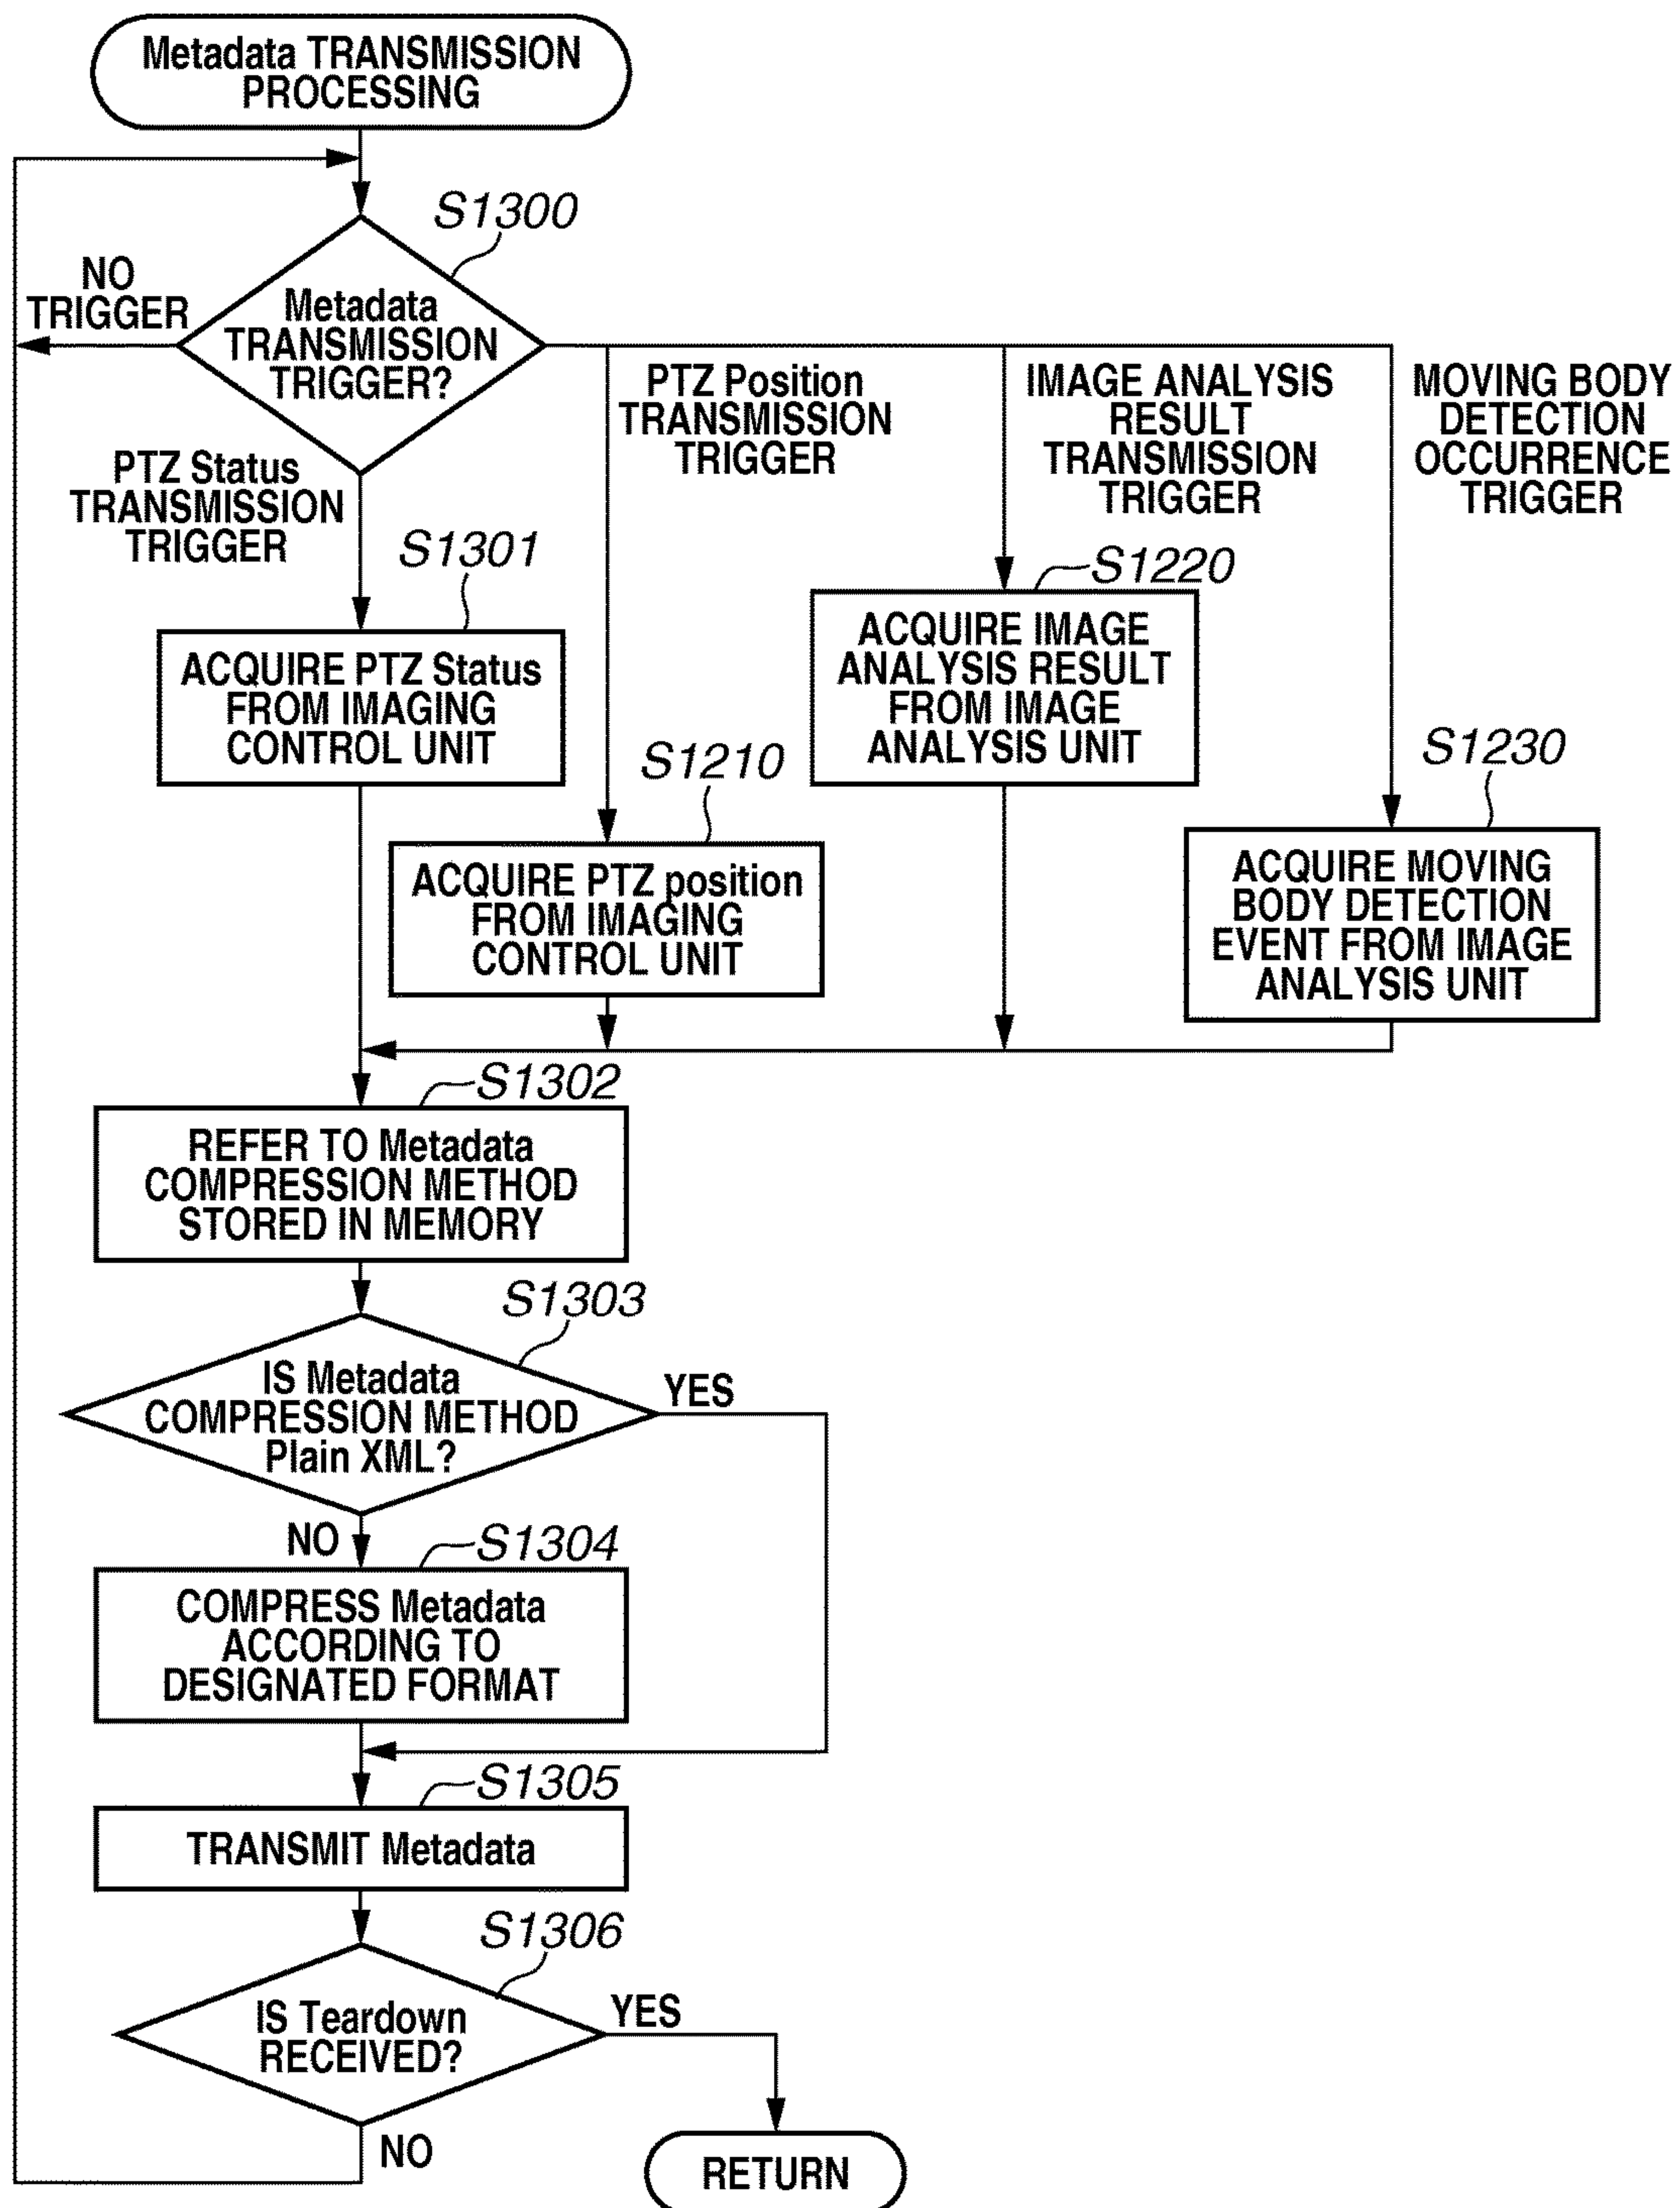 Metadata TRANSMISSION
PROCESSING
S1300
NO
TRIGGER
Metadata
TRANSMISSION
TRIGGER?
PTZ Status
TRANSMISSION
TRIGGER
PTZ Position
TRANSMISSION
TRIGGER
IMAGE ANALYSIS
RESULT
TRANSMISSION
TRIGGER
MOVING BODY
DETECTION
OCCURRENCE
TRIGGER
S1301
ACQUIRE PTZ Status
FROM IMAGING
CONTROL UNIT
S1210
ACQUIRE PTZ position
FROM IMAGING
CONTROL UNIT
S1220
ACQUIRE IMAGE
ANALYSIS RESULT
FROM IMAGE
ANALYSIS UNIT
S1230
ACQUIRE MOVING
BODY DETECTION
EVENT FROM IMAGE
ANALYSIS UNIT
S1302
REFER TO Metadata
COMPRESSION METHOD
STORED IN MEMORY
S1303
IS Metadata
COMPRESSION METHOD
Plain XML?
YES
NO
S1304
COMPRESS Metadata
ACCORDING TO
DESIGNATED FORMAT
S1305
TRANSMIT Metadata
S1306
IS Teardown
RECEIVED?
YES
NO
RETURN